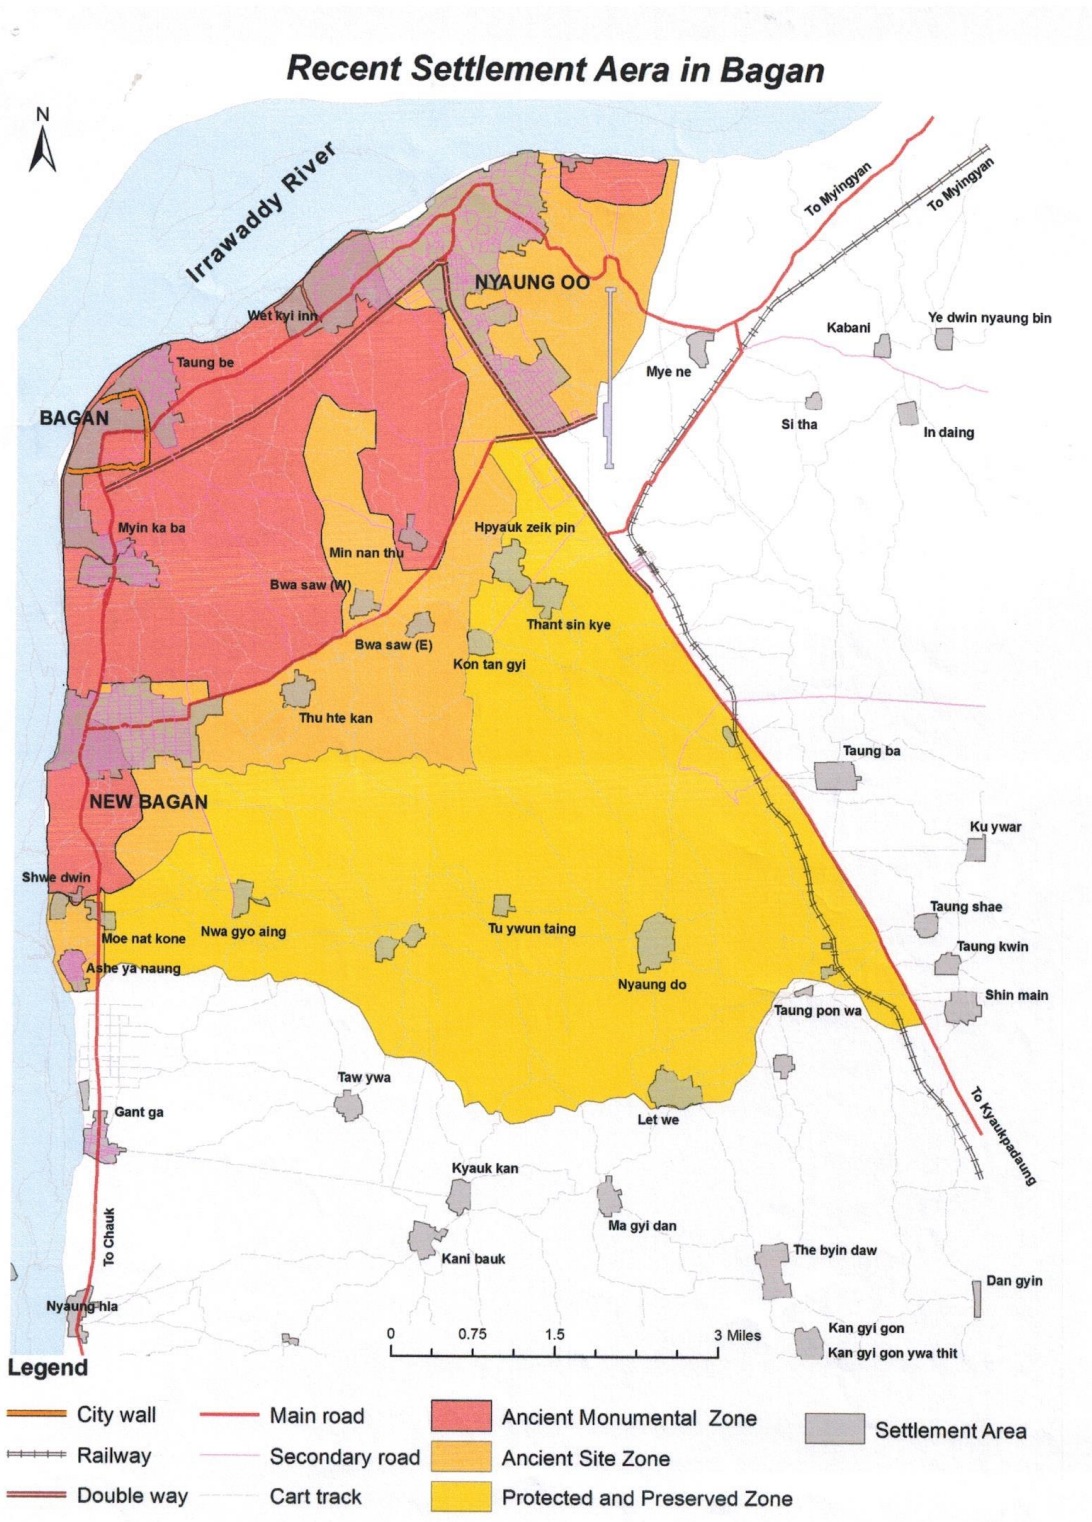 Recent Settlement Aera in Bagan
N
Irrawaddy River
To Myingyan
To Myingyan
NYAUNG OO
Wet kyi inn
Kabani
Ye dwin nyaung bin
Taung be
Mye ne
BAGAN
Si tha
In daing
Myin ka ba
Hpyauk zeik pin
Min nan thu
Bwa saw (W)
Thant sin kye
Bwa saw (E)
Kon tan gyi
Thu hte kan
Taung ba
NEW BAGAN
Ku ywar
Shwe dwin
Taung shae
Moe nat kone
Nwa gyo aing
Tu ywun taing
Taung kwin
Ashe ya naung
Nyaung do
Shin main
Taung pon wa
Taw ywa
To Kyaukpadaung
Gant ga
Let we
Kyauk kan
Ma gyi dan
To Chauk
Kani bauk
The byin daw
Dan gyin
Nyaung hla
Kan gyi gon
Kan gyi gon ywa thit
0 0.75 1.5 3 Miles
Legend
City wall
Main road
Ancient Monumental Zone
Settlement Area
Railway
Secondary road
Ancient Site Zone
Double way
Cart track
Protected and Preserved Zone